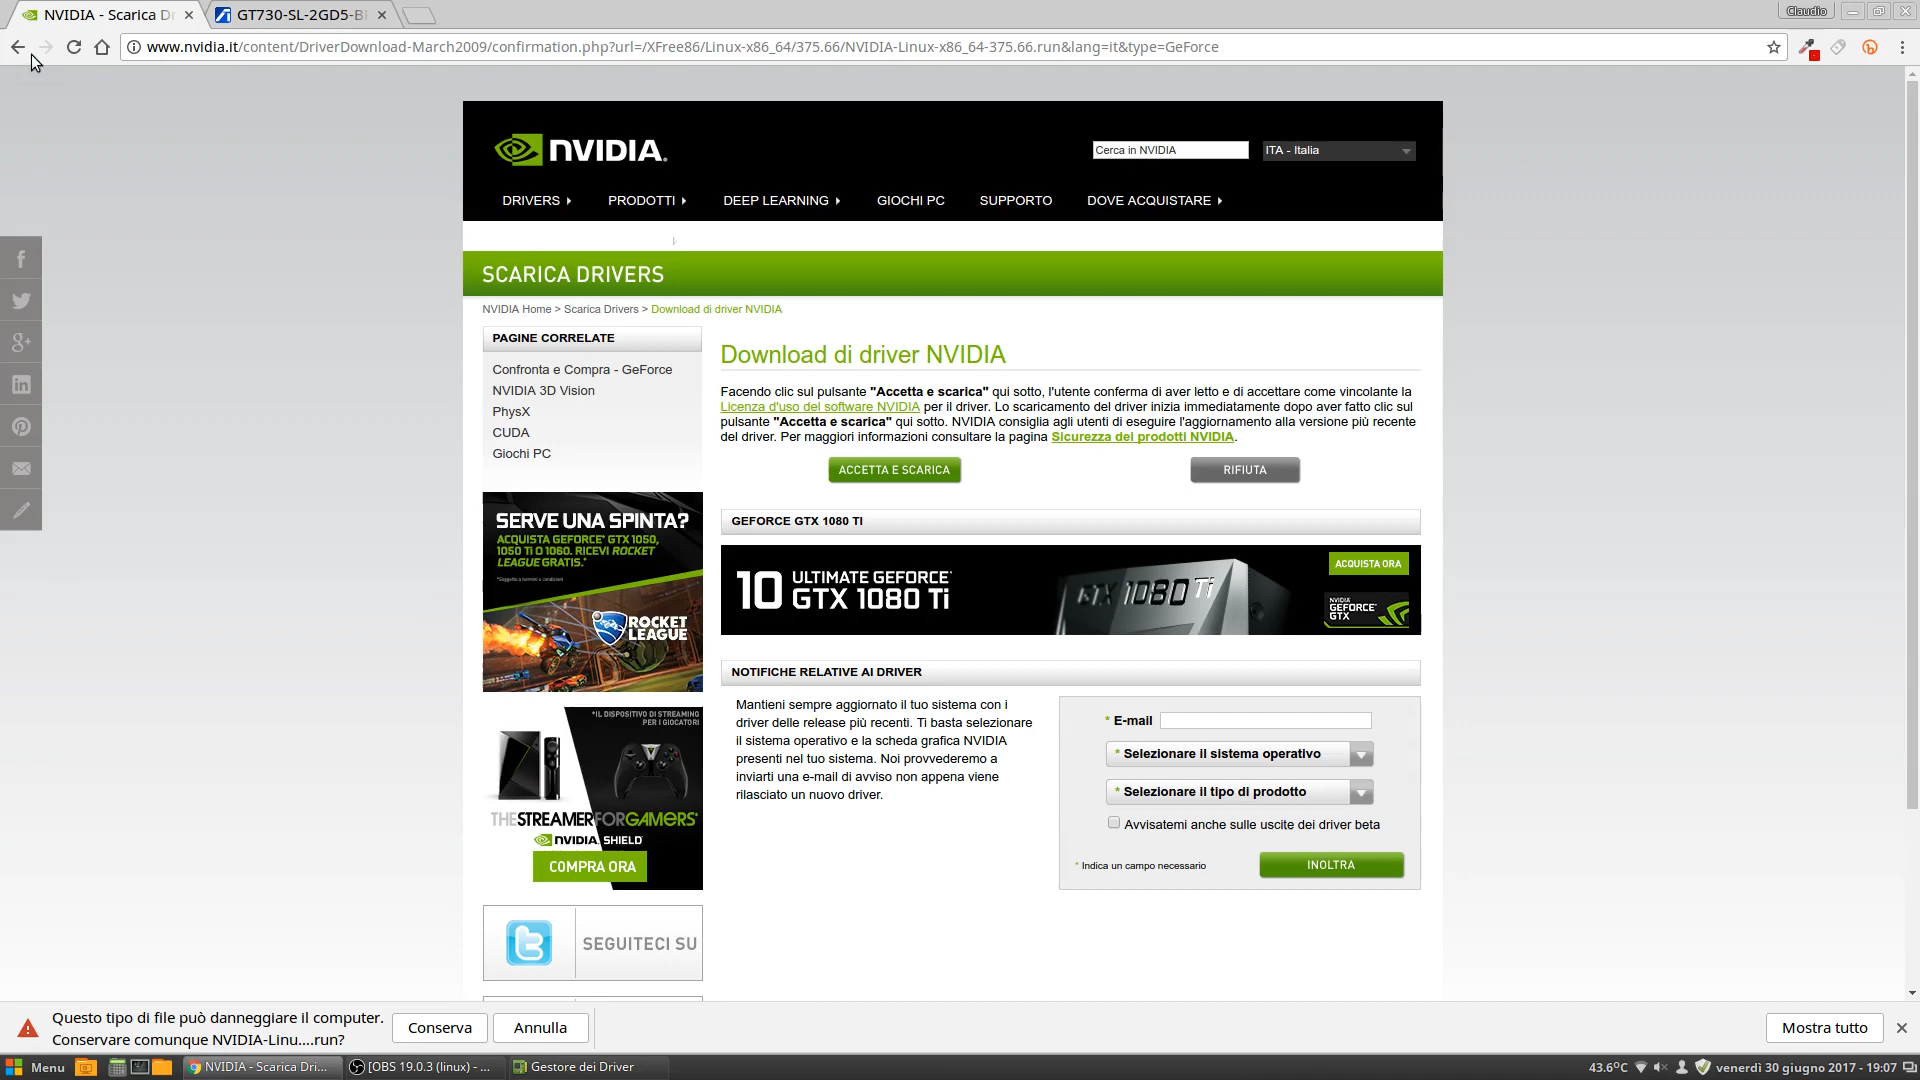 NVIDIA - Scarica Dr
GT730-SL-2GD5-B
Claudio
www.nvidia.it/content/DriverDownload-March2009/confirmation.php?url=/XFree86/Linux-x86_64/375.66/NVIDIA-Linux-x86_64-375.66.run&lang=it&type=GeForce
NVIDIA.
Cerca in NVIDIA
ITA - Italia
DRIVERS
PRODOTTI
DEEP LEARNING
GIOCHI PC
SUPPORTO
DOVE ACQUISTARE
SCARICA DRIVERS
NVIDIA Home > Scarica Drivers > Download di driver NVIDIA
PAGINE CORRELATE
Confronta e Compra - GeForce
NVIDIA 3D Vision
PhysX
CUDA
Giochi PC
Download di driver NVIDIA
Facendo clic sul pulsante "Accetta e scarica" qui sotto, l'utente conferma di aver letto e di accettare come vincolante la
Licenza d'uso del software NVIDIA per il driver. Lo scaricamento del driver inizia immediatamente dopo aver fatto clic sul
pulsante "Accetta e scarica" qui sotto. NVIDIA consiglia agli utenti di eseguire l'aggiornamento alla versione più recente
del driver. Per maggiori informazioni consultare la pagina Sicurezza dei prodotti NVIDIA.
ACCETTA E SCARICA
RIFIUTA
SERVE UNA SPINTA?
ACQUISTA GEFORCE® GTX 1050,
1050 Ti O 1060. RICEVI ROCKET
LEAGUE GRATIS.*
*Soggetto a termini e condizioni
ROCKET
LEAGUE
GEFORCE GTX 1080 TI
10 ULTIMATE GEFORCE®
GTX 1080 Ti
GTX 1080 Ti
ACQUISTA ORA
NVIDIA
GEFORCE®
GTX
*IL DISPOSITIVO DI STREAMING
PER I GIOCATORI
THESTREAMERFORGAMERS*
NVIDIA. SHIELD
COMPRA ORA
NOTIFICHE RELATIVE AI DRIVER
Mantieni sempre aggiornato il tuo sistema con i
driver delle release più recenti. Ti basta selezionare
il sistema operativo e la scheda grafica NVIDIA
presenti nel tuo sistema. Noi provvederemo a
inviarti una e-mail di avviso non appena viene
rilasciato un nuovo driver.
* E-mail
* Selezionare il sistema operativo
* Selezionare il tipo di prodotto
Avvisatemi anche sulle uscite dei driver beta
* Indica un campo necessario
INOLTRA
SEGUITECI SU
Questo tipo di file può danneggiare il computer.
Conservare comunque NVIDIA-Linu....run?
Conserva
Annulla
Mostra tutto
Menu
NVIDIA - Scarica Dri...
[OBS 19.0.3 (linux) - ...
Gestore dei Driver
43.6°C
venerdì 30 giugno 2017 - 19:07